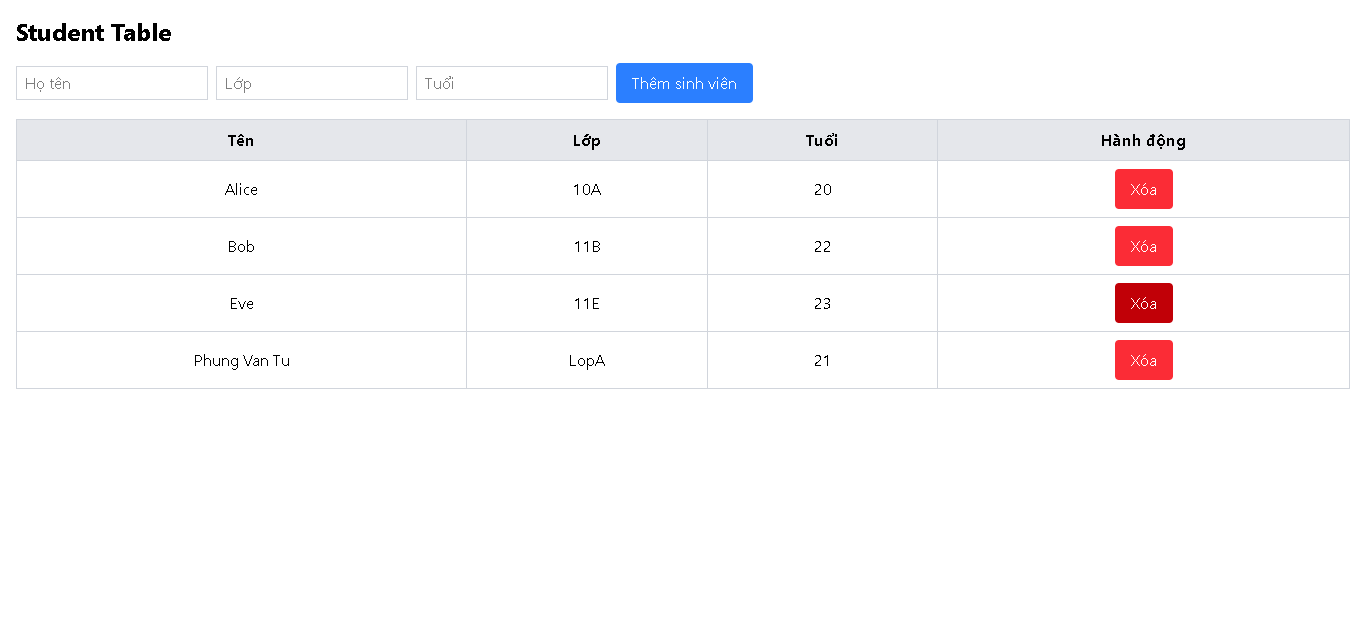 Student Table
Họ tên Lớp Tuổi Thêm sinh viên
Tên Lớp Tuổi Hành động
Alice 10A 20 Xóa
Bob 11B 22 Xóa
Eve 11E 23 Xóa
Phung Van Tu LopA 21 Xóa